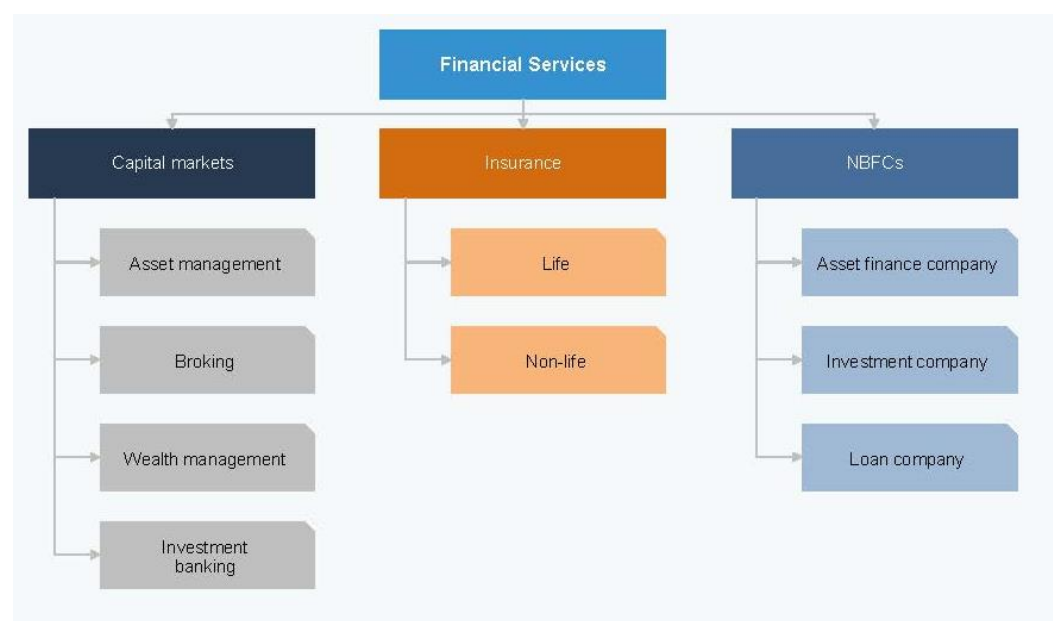 Financial Services
Capital markets
Insurance
NBFCs
Asset management
Life
Asset finance company
Broking
Non-life
Investment company
Wealth management
Loan company
Investment
banking